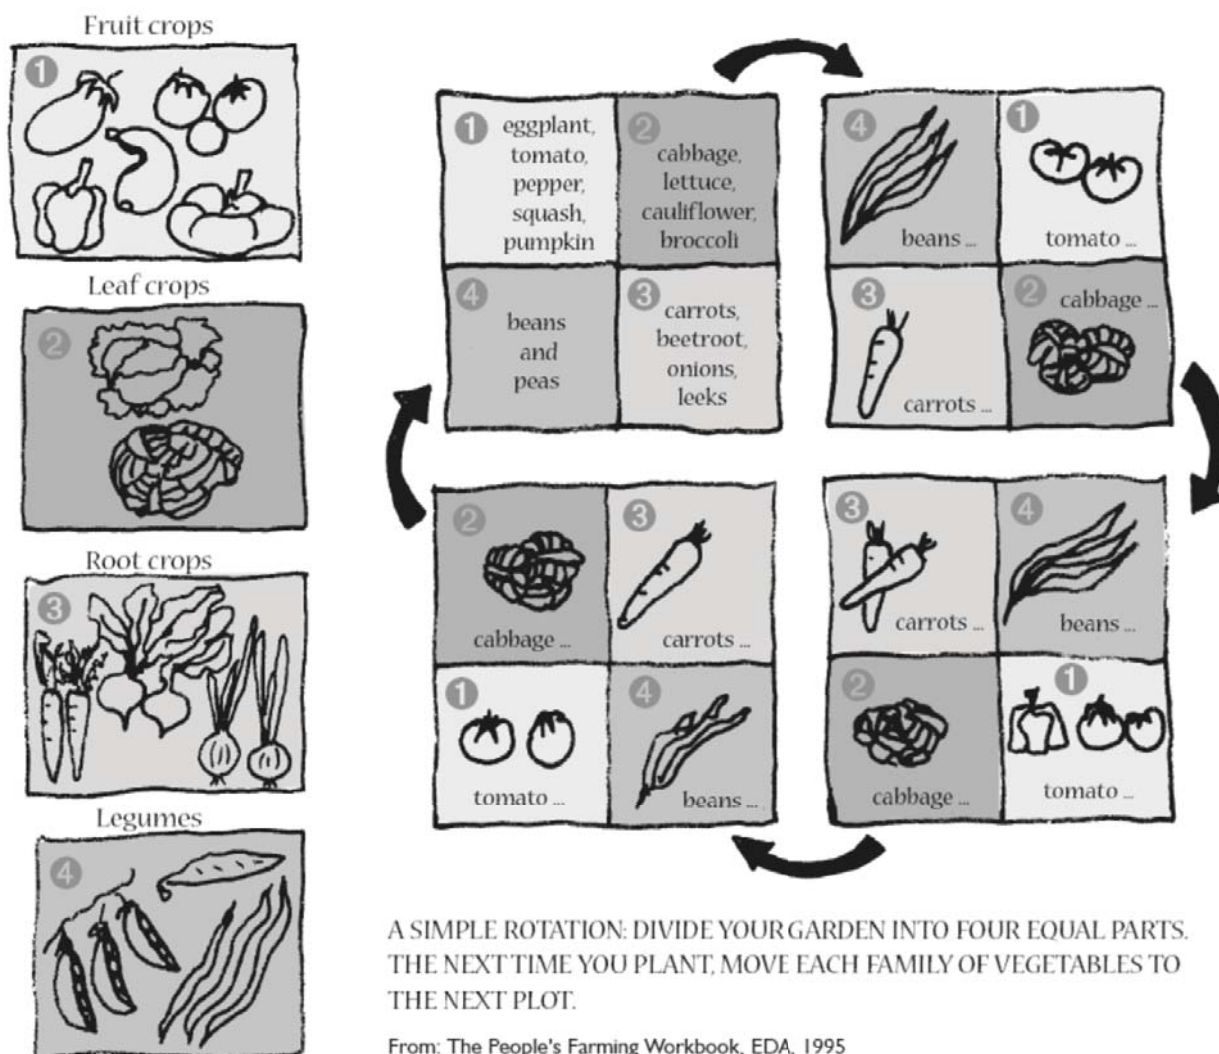 Fruit crops
1
Leaf crops
2
Root crops
3
Legumes
4
1
eggplant,
tomato,
pepper,
squash,
pumpkin
2
cabbage,
lettuce,
cauliflower,
broccoli
4
beans
and
peas
3
carrots,
beetroot,
onions,
leeks
4
beans ...
1
tomato ...
3
carrots ...
2
cabbage ...
2
cabbage ...
3
carrots ...
1
tomato ...
4
beans ...
3
carrots ...
4
beans ...
2
cabbage ...
1
tomato ...
A SIMPLE ROTATION: DIVIDE YOUR GARDEN INTO FOUR EQUAL PARTS.
THE NEXT TIME YOU PLANT, MOVE EACH FAMILY OF VEGETABLES TO
THE NEXT PLOT.
From: The People's Farming Workbook, EDA, 1995